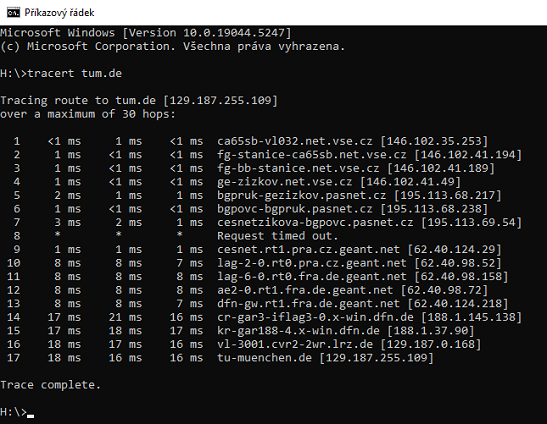 Příkazový řádek
Microsoft Windows [Version 10.0.19044.5247]
(c) Microsoft Corporation. Všechna práva vyhrazena.
H:\>tracert tum.de
Tracing route to tum.de [129.187.255.109]
over a maximum of 30 hops:
1 <1 ms 1 ms <1 ms ca65sb-vl032.net.vse.cz [146.102.35.253]
2 1 ms <1 ms <1 ms fg-stanice-ca65sb.net.vse.cz [146.102.41.194]
3 1 ms <1 ms <1 ms fg-bb-stanice.net.vse.cz [146.102.41.189]
4 1 ms <1 ms <1 ms ge-zizkov.net.vse.cz [146.102.41.49]
5 2 ms 1 ms 1 ms bgpruk-gezizkov.pasnet.cz [195.113.68.217]
6 1 ms <1 ms <1 ms bgpovc-bgpruk.pasnet.cz [195.113.68.238]
7 3 ms 2 ms 1 ms cesnetzikova-bgpovc.pasnet.cz [195.113.69.54]
8 * * * Request timed out.
9 1 ms 1 ms 1 ms cesnet.rt1.pra.cz.geant.net [62.40.124.29]
10 8 ms 8 ms 7 ms lag-2-0.rt0.pra.cz.geant.net [62.40.98.52]
11 8 ms 8 ms 8 ms lag-6-0.rt0.fra.de.geant.net [62.40.98.158]
12 8 ms 8 ms 8 ms ae2-0.rt1.fra.de.geant.net [62.40.98.72]
13 8 ms 8 ms 7 ms dfn-gw.rt1.fra.de.geant.net [62.40.124.218]
14 17 ms 21 ms 16 ms cr-gar3-iflag3-0.x-win.dfn.de [188.1.145.138]
15 17 ms 18 ms 17 ms kr-gar188-4.x-win.dfn.de [188.1.37.90]
16 18 ms 17 ms 16 ms vl-3001.cvr2-2wr.lrz.de [129.187.0.168]
17 18 ms 16 ms 16 ms tu-muenchen.de [129.187.255.109]
Trace complete.
H:\>